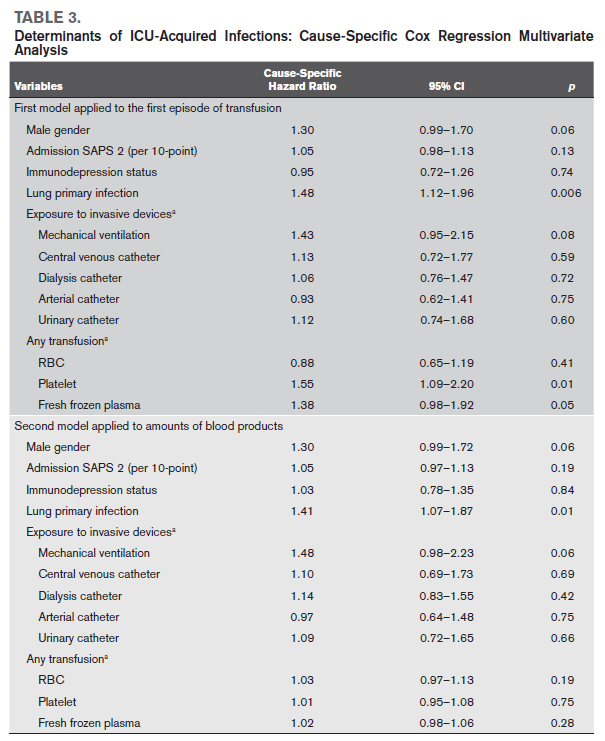 TABLE 3.
Determinants of ICU-Acquired Infections: Cause-Specific Cox Regression Multivariate
Analysis
Variables Cause-Specific Hazard Ratio 95% CI p
First model applied to the first episode of transfusion
Male gender 1.30 0.99–1.70 0.06
Admission SAPS 2 (per 10-point) 1.05 0.98–1.13 0.13
Immunodepression status 0.95 0.72–1.26 0.74
Lung primary infection 1.48 1.12–1.96 0.006
Exposure to invasive devicesᵃ
Mechanical ventilation 1.43 0.95–2.15 0.08
Central venous catheter 1.13 0.72–1.77 0.59
Dialysis catheter 1.06 0.76–1.47 0.72
Arterial catheter 0.93 0.62–1.41 0.75
Urinary catheter 1.12 0.74–1.68 0.60
Any transfusionᵃ
RBC 0.88 0.65–1.19 0.41
Platelet 1.55 1.09–2.20 0.01
Fresh frozen plasma 1.38 0.98–1.92 0.05
Second model applied to amounts of blood products
Male gender 1.30 0.99–1.72 0.06
Admission SAPS 2 (per 10-point) 1.05 0.97–1.13 0.19
Immunodepression status 1.03 0.78–1.35 0.84
Lung primary infection 1.41 1.07–1.87 0.01
Exposure to invasive devicesᵃ
Mechanical ventilation 1.48 0.98–2.23 0.06
Central venous catheter 1.10 0.69–1.73 0.69
Dialysis catheter 1.14 0.83–1.55 0.42
Arterial catheter 0.97 0.64–1.48 0.75
Urinary catheter 1.09 0.72–1.65 0.66
Any transfusionᵃ
RBC 1.03 0.97–1.13 0.19
Platelet 1.01 0.95–1.08 0.75
Fresh frozen plasma 1.02 0.98–1.06 0.28